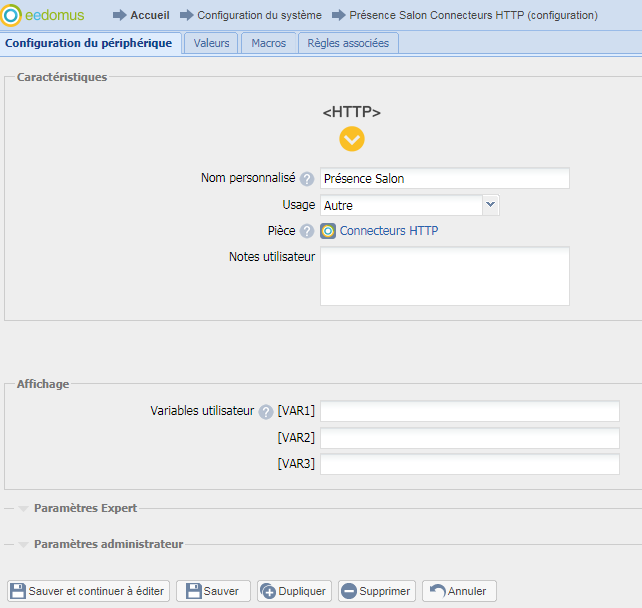 eedomus Accueil Configuration du système Présence Salon Connecteurs HTTP (configuration)
Configuration du périphérique Valeurs Macros Règles associées
Caractéristiques
<HTTP>
Nom personnalisé ? Présence Salon
Usage Autre
Pièce ? Connecteurs HTTP
Notes utilisateur
Affichage
Variables utilisateur ? [VAR1]
[VAR2]
[VAR3]
Paramètres Expert
Paramètres administrateur
Sauver et continuer à éditer Sauver Dupliquer Supprimer Annuler